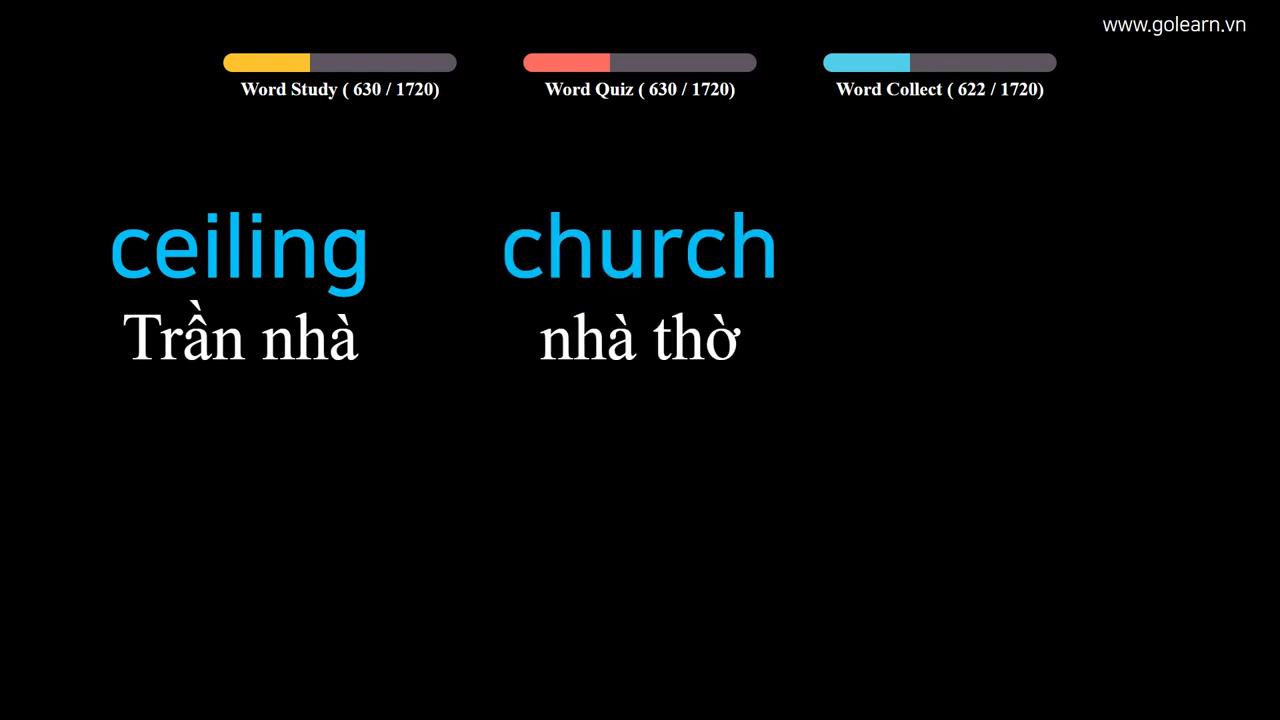 www.golearn.vn
Word Study ( 630 / 1720)
Word Quiz ( 630 / 1720)
Word Collect ( 622 / 1720)
ceiling
Trần nhà
church
nhà thờ